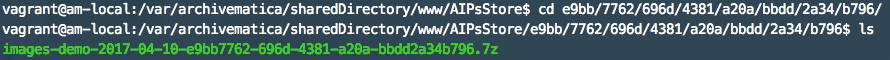 vagrant@am-local:/var/archivematica/sharedDirectory/www/AIPsStore$ cd e9bb/7762/696d/4381/a20a/bbdd/2a34/b796/
vagrant@am-local:/var/archivematica/sharedDirectory/www/AIPsStore/e9bb/7762/696d/4381/a20a/bbdd/2a34/b796$ ls
images-demo-2017-04-10-e9bb7762-696d-4381-a20a-bbdd2a34b796.7z